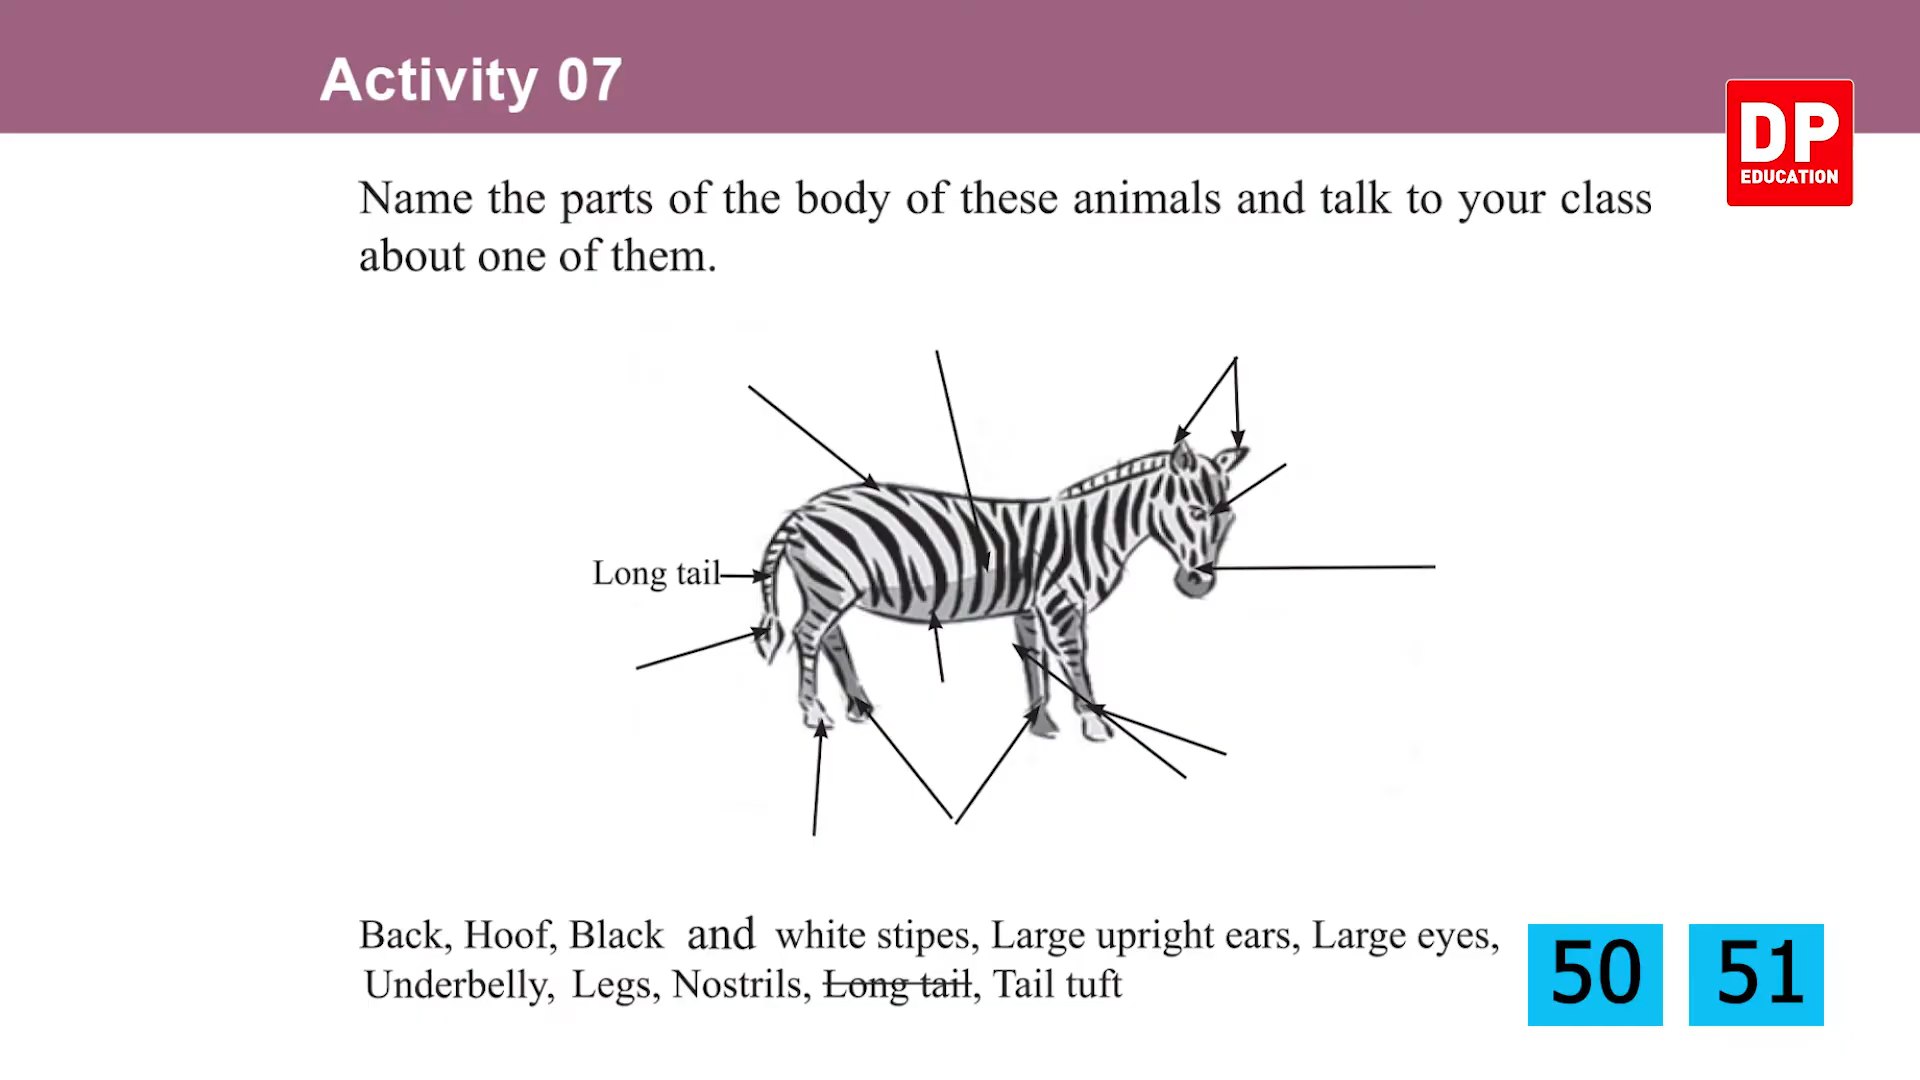 Activity 07
DP
EDUCATION
Name the parts of the body of these animals and talk to your class
about one of them.
Long tail
Back, Hoof, Black and white stipes, Large upright ears, Large eyes,
Underbelly, Legs, Nostrils, Long tail, Tail tuft
50 51